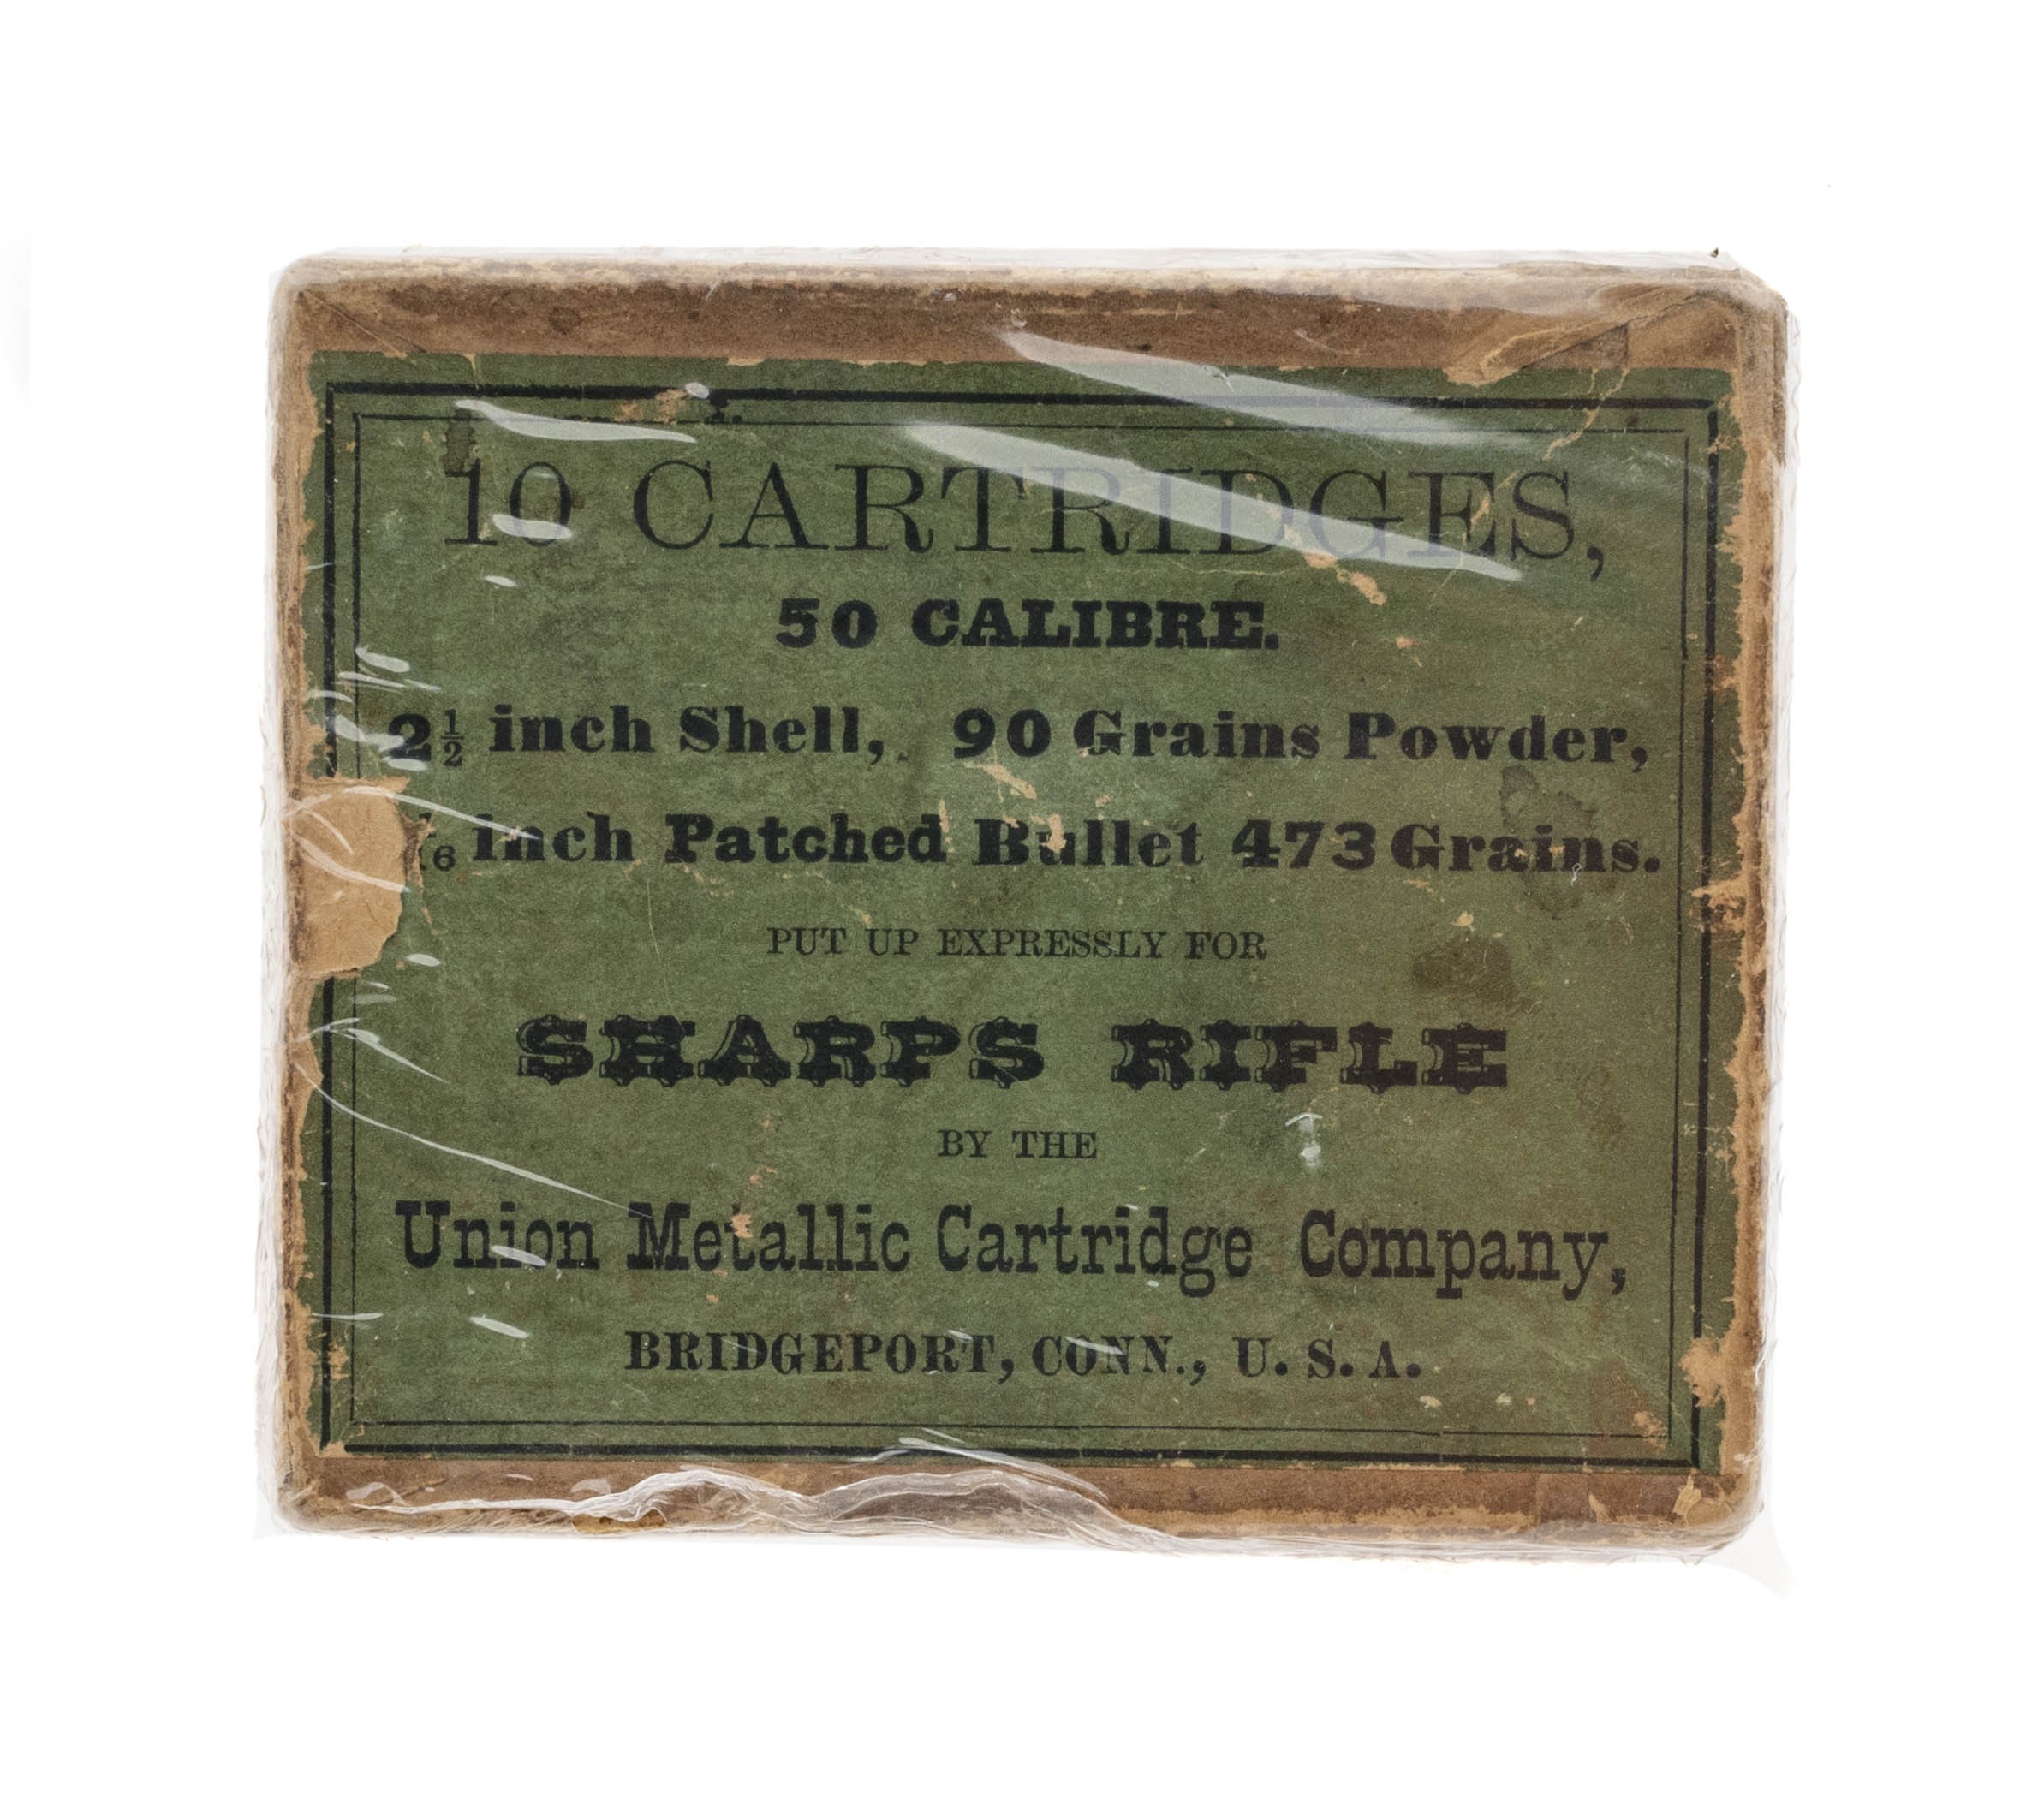 10 CARTRIDGES,
50 CALIBRE.
2½ inch Shell, 90 Grains Powder,
inch Patched Bullet 473 Grains.
PUT UP EXPRESSLY FOR
SHARPS RIFLE
BY THE
Union Metallic Cartridge Company,
BRIDGEPORT, CONN., U. S. A.